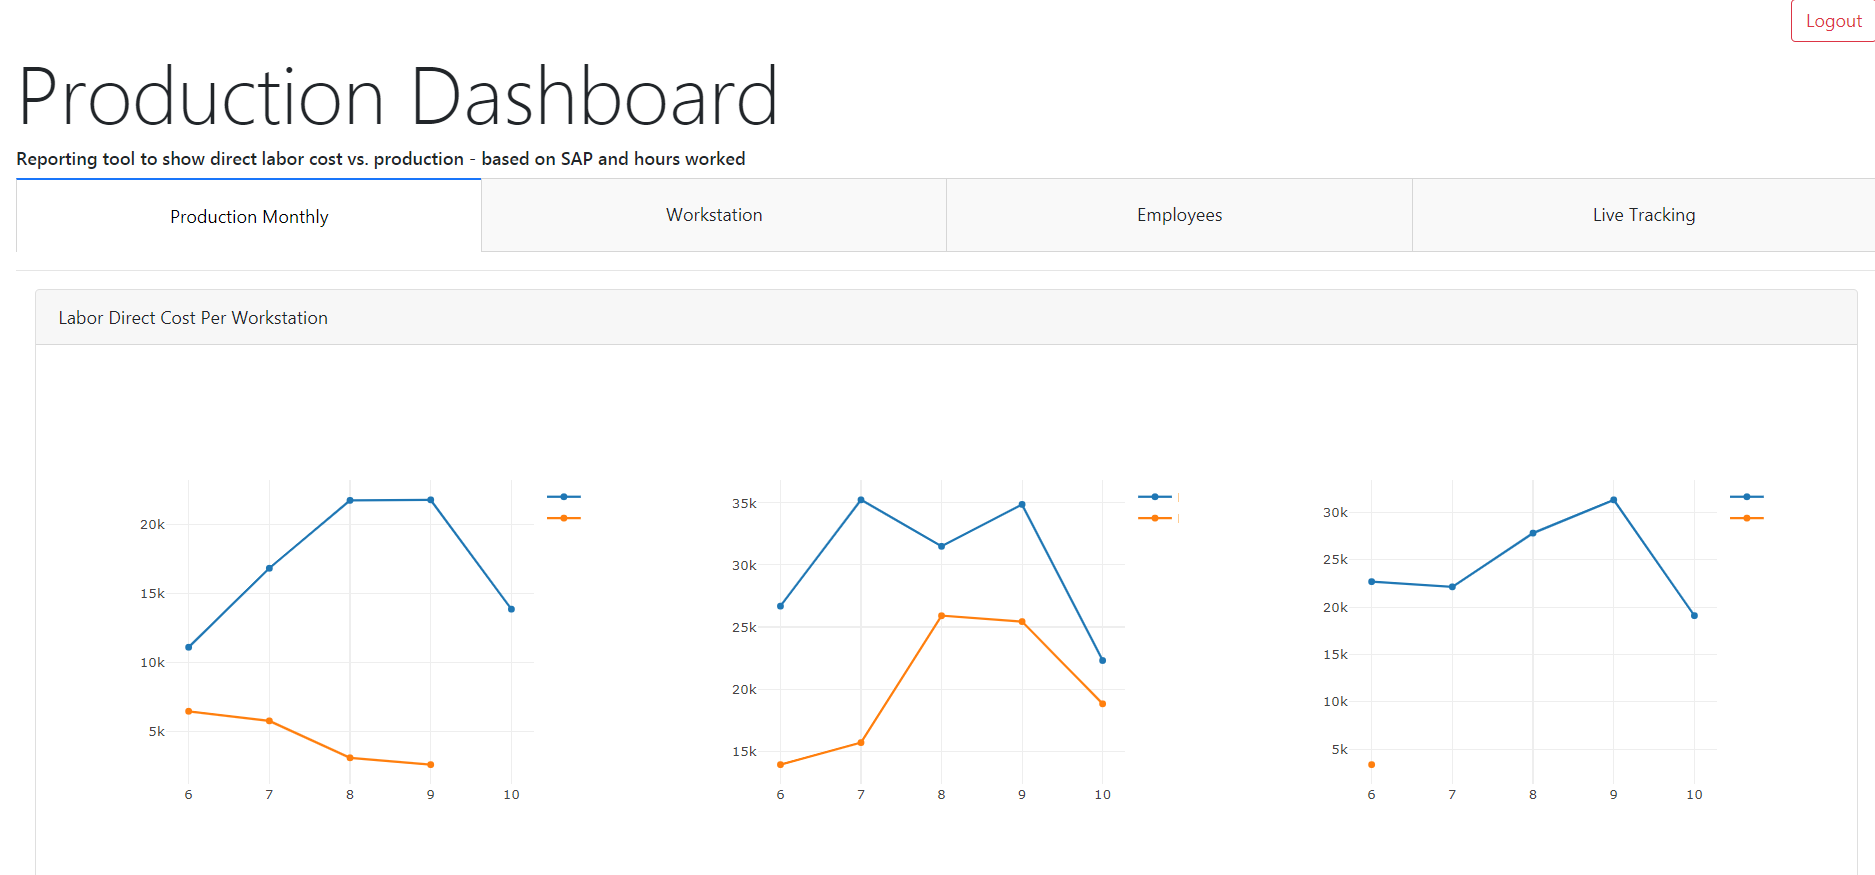 Logout
Production Dashboard
Reporting tool to show direct labor cost vs. production - based on SAP and hours worked
Production Monthly
Workstation
Employees
Live Tracking
Labor Direct Cost Per Workstation
20k
15k
10k
5k
6 7 8 9 10
35k
30k
25k
20k
15k
6 7 8 9 10
30k
25k
20k
15k
10k
5k
6 7 8 9 10